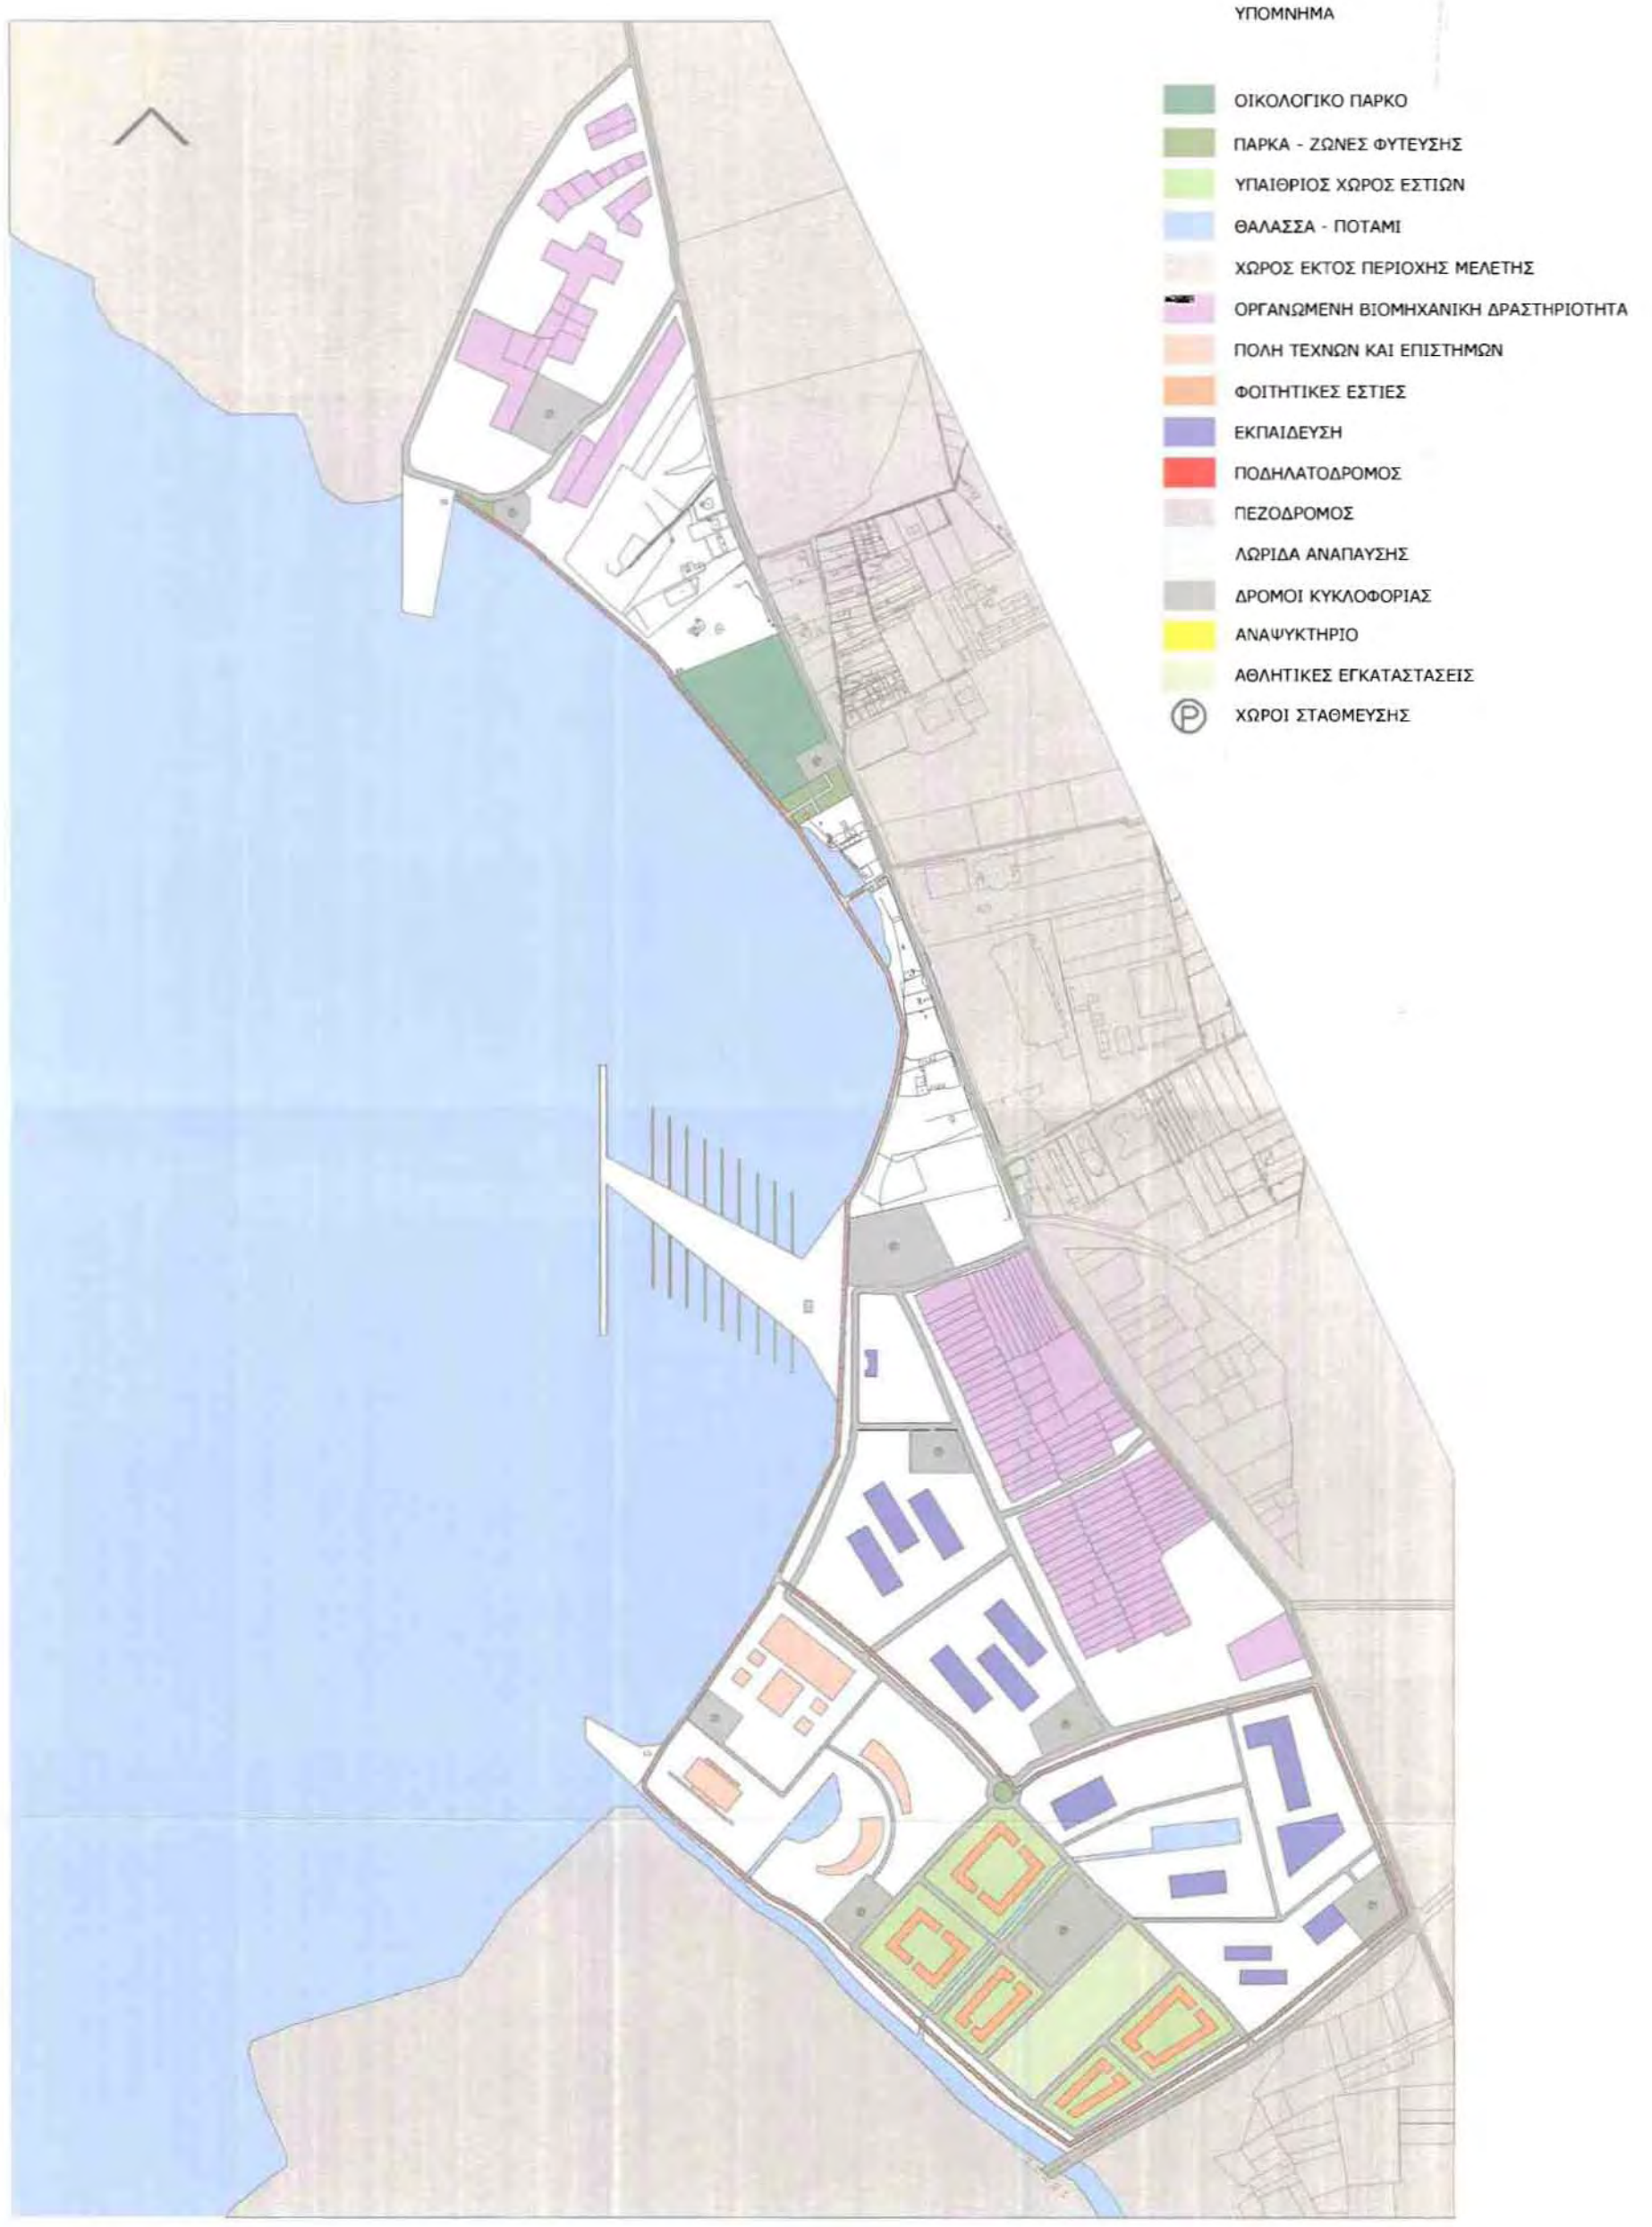 ΥΠΟΜΝΗΜΑ
ΟΙΚΟΛΟΓΙΚΟ ΠΑΡΚΟ
ΠΑΡΚΑ - ΖΩΝΕΣ ΦΥΤΕΥΣΗΣ
ΥΠΑΙΘΡΙΟΣ ΧΩΡΟΣ ΕΣΤΙΩΝ
ΘΑΛΑΣΣΑ - ΠΟΤΑΜΙ
ΧΩΡΟΣ ΕΚΤΟΣ ΠΕΡΙΟΧΗΣ ΜΕΛΕΤΗΣ
ΟΡΓΑΝΩΜΕΝΗ ΒΙΟΜΗΧΑΝΙΚΗ ΔΡΑΣΤΗΡΙΟΤΗΤΑ
ΠΟΛΗ ΤΕΧΝΩΝ ΚΑΙ ΕΠΙΣΤΗΜΩΝ
ΦΟΙΤΗΤΙΚΕΣ ΕΣΤΙΕΣ
ΕΚΠΑΙΔΕΥΣΗ
ΠΟΔΗΛΑΤΟΔΡΟΜΟΣ
ΠΕΖΟΔΡΟΜΟΣ
ΛΩΡΙΔΑ ΑΝΑΠΑΥΣΗΣ
ΔΡΟΜΟΙ ΚΥΚΛΟΦΟΡΙΑΣ
ΑΝΑΨΥΚΤΗΡΙΟ
ΑΘΛΗΤΙΚΕΣ ΕΓΚΑΤΑΣΤΑΣΕΙΣ
P ΧΩΡΟΙ ΣΤΑΘΜΕΥΣΗΣ